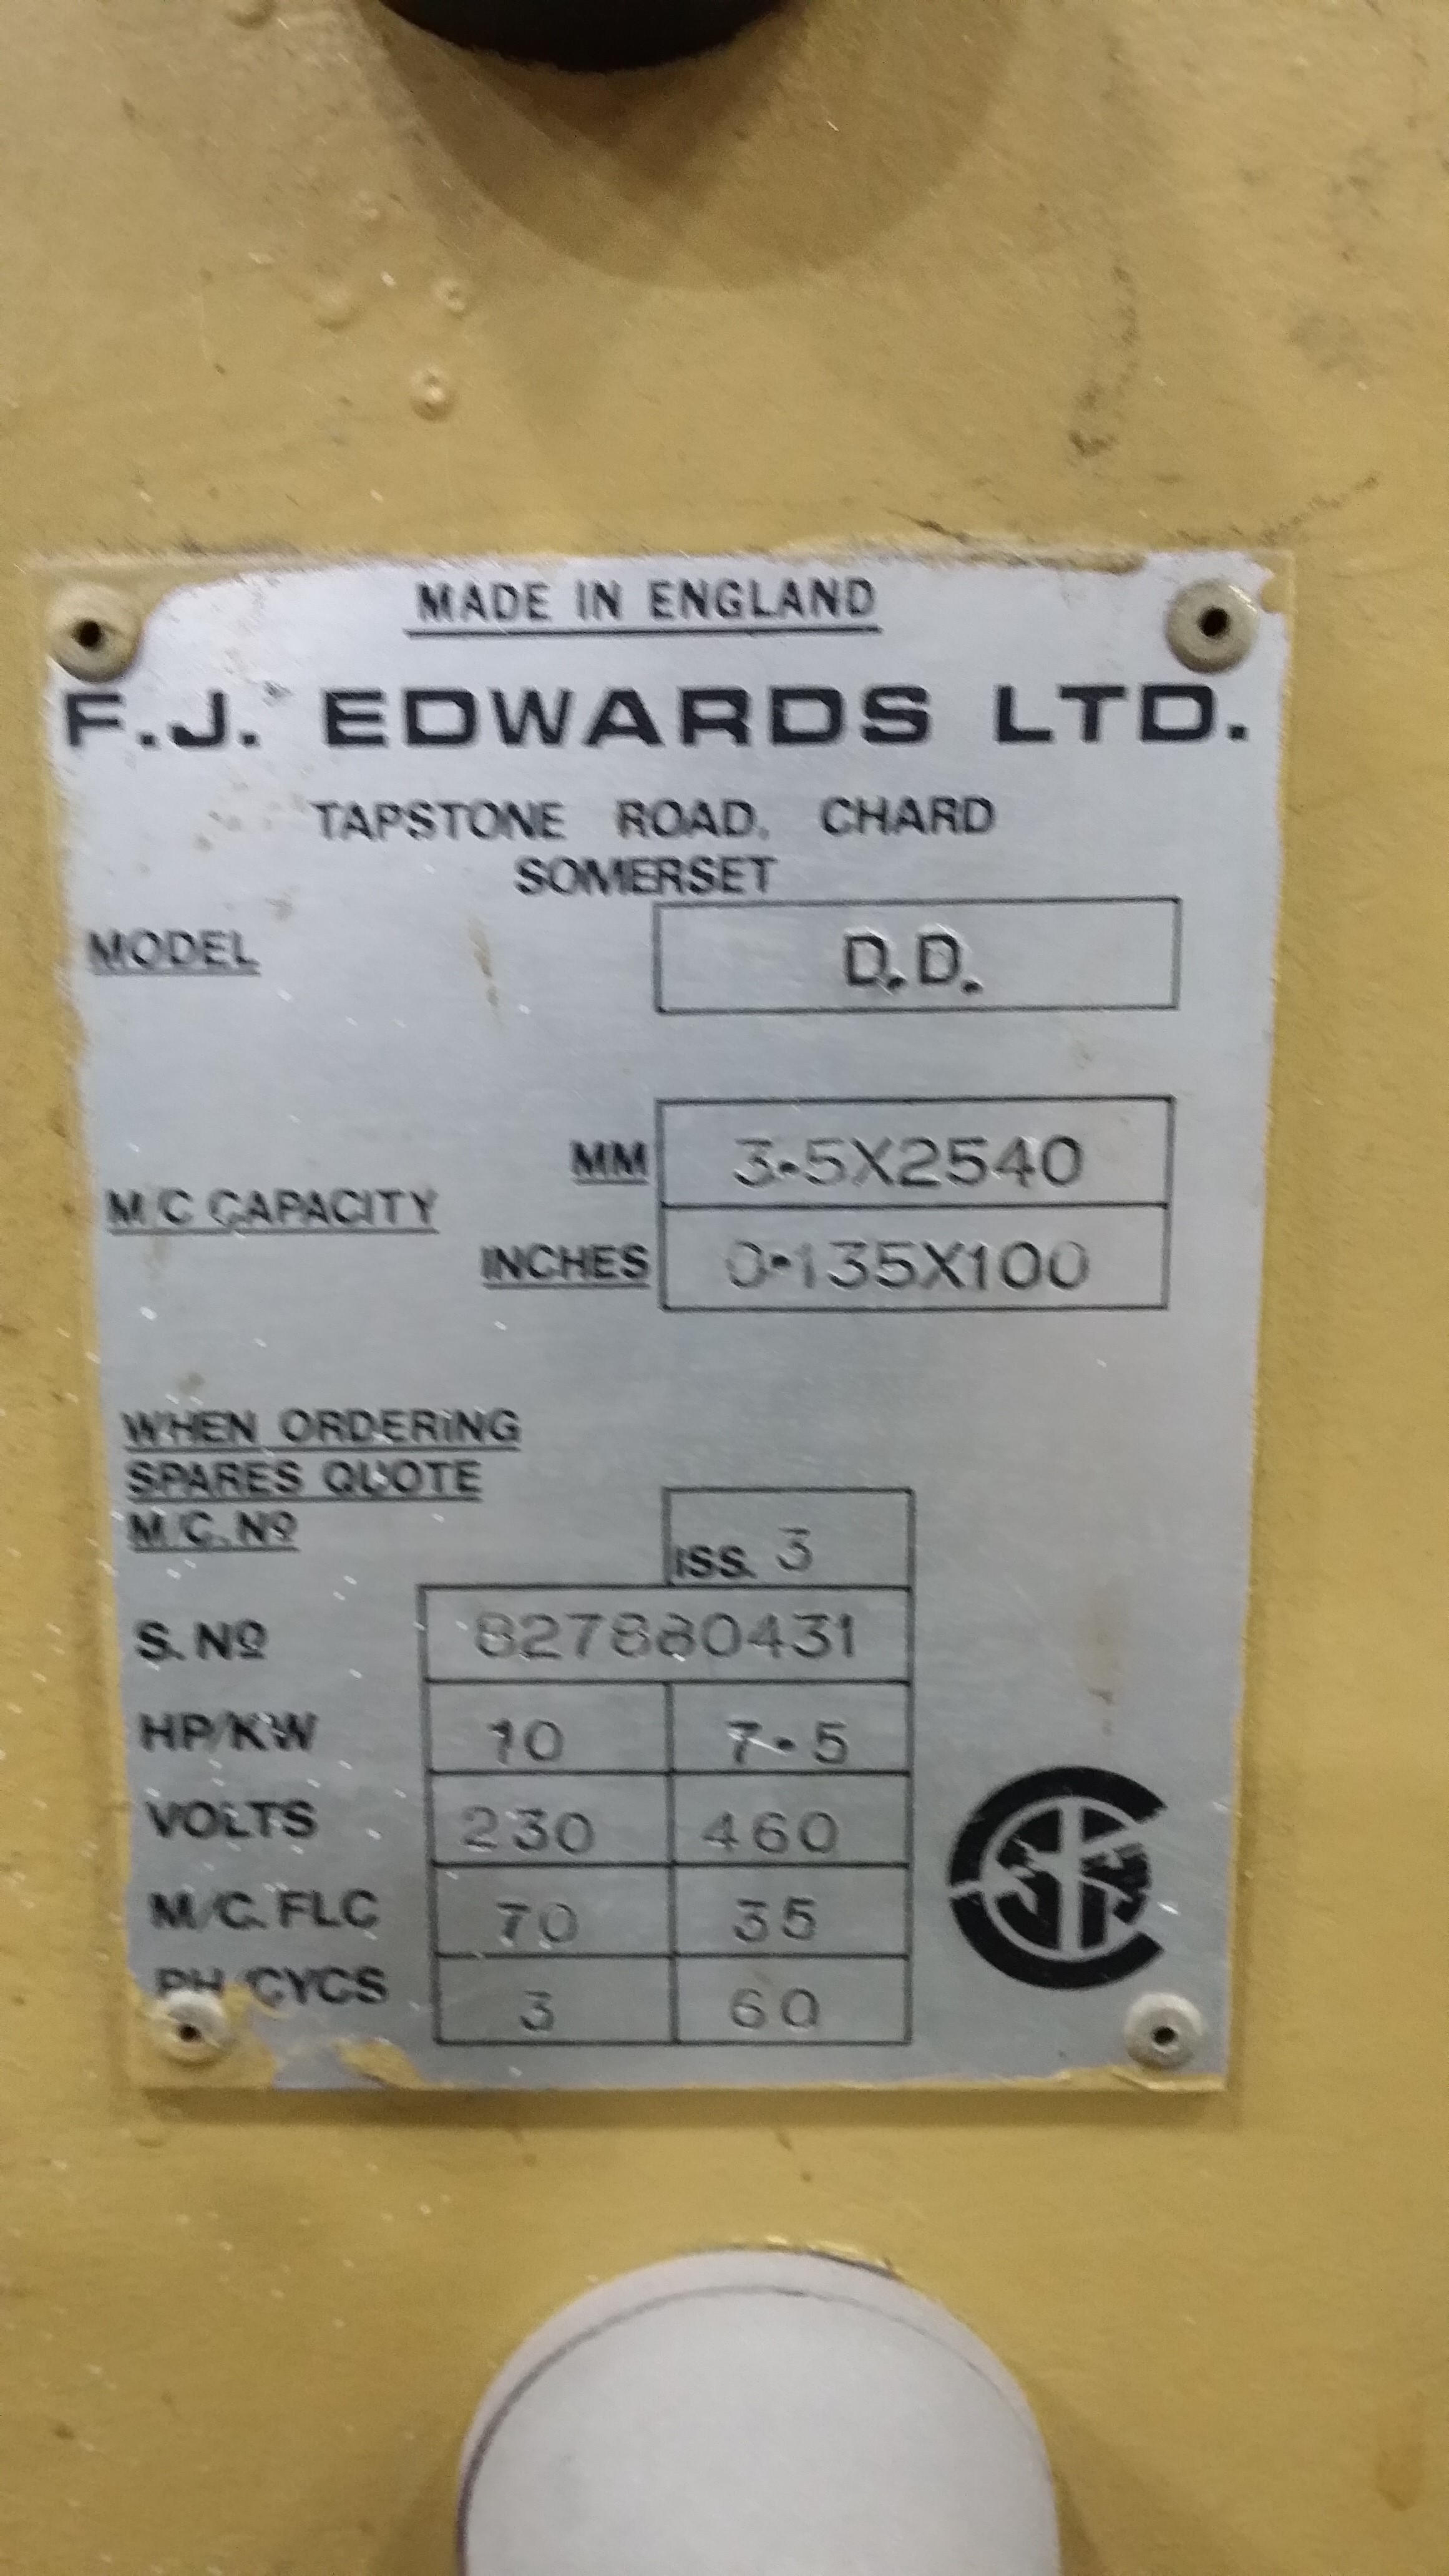 MADE IN ENGLAND
F.J. EDWARDS LTD.
TAPSTONE ROAD, CHARD
SOMERSET
MODEL D.D.
MM 3.5X2540
M/C CAPACITY
INCHES 0.135X100
WHEN ORDERING
SPARES QUOTE
M/C.Nº
ISS. 3
S.Nº 827880431
HP/KW 10 7.5
VOLTS 230 460
M/C. FLC 70 35
PH/CYCS 3 60